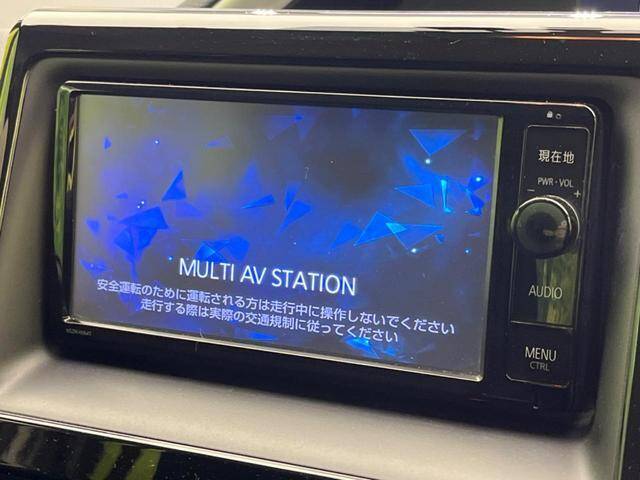 MULTI AV STATION
安全運転のために運転される方は走行中に操作しないでください
走行する際は実際の交通規制に従ってください
現在地
PWR・VOL
AUDIO
MENU
CTRL